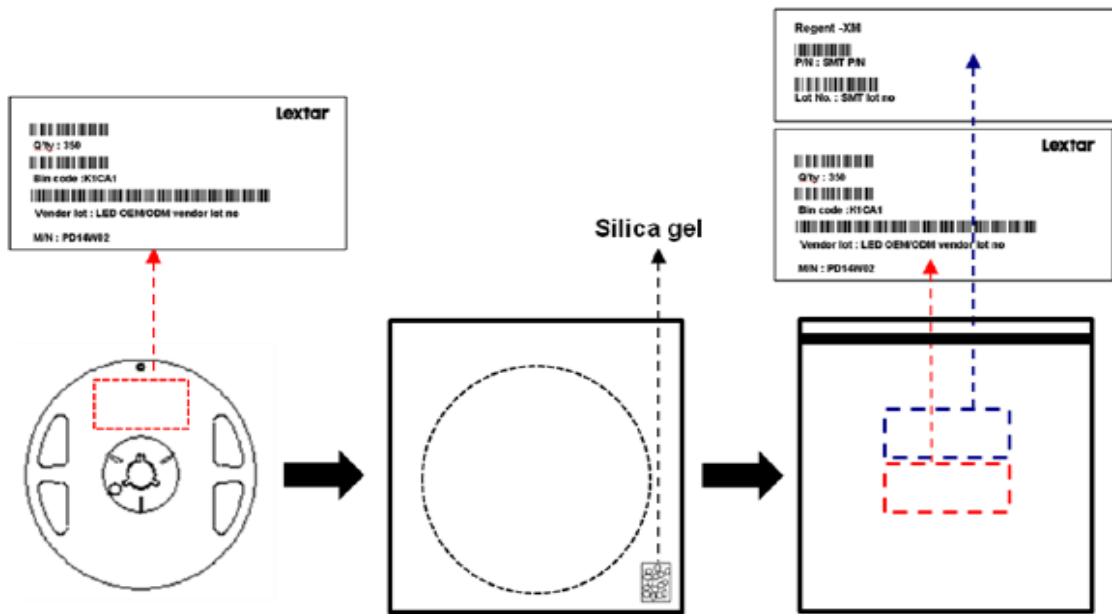 Lextar
Q'ty : 350
Bin code :K1CA1
Vendor lot : LED OEM/ODM vendor lot no
M/N : PD14W02
Silica gel
Regent -XM
P/N : SMT P/N
Lot No. : SMT lot no
Lextar
Q'ty : 350
Bin code :K1CA1
Vendor lot : LED OEM/ODM vendor lot no
M/N : PD14W02